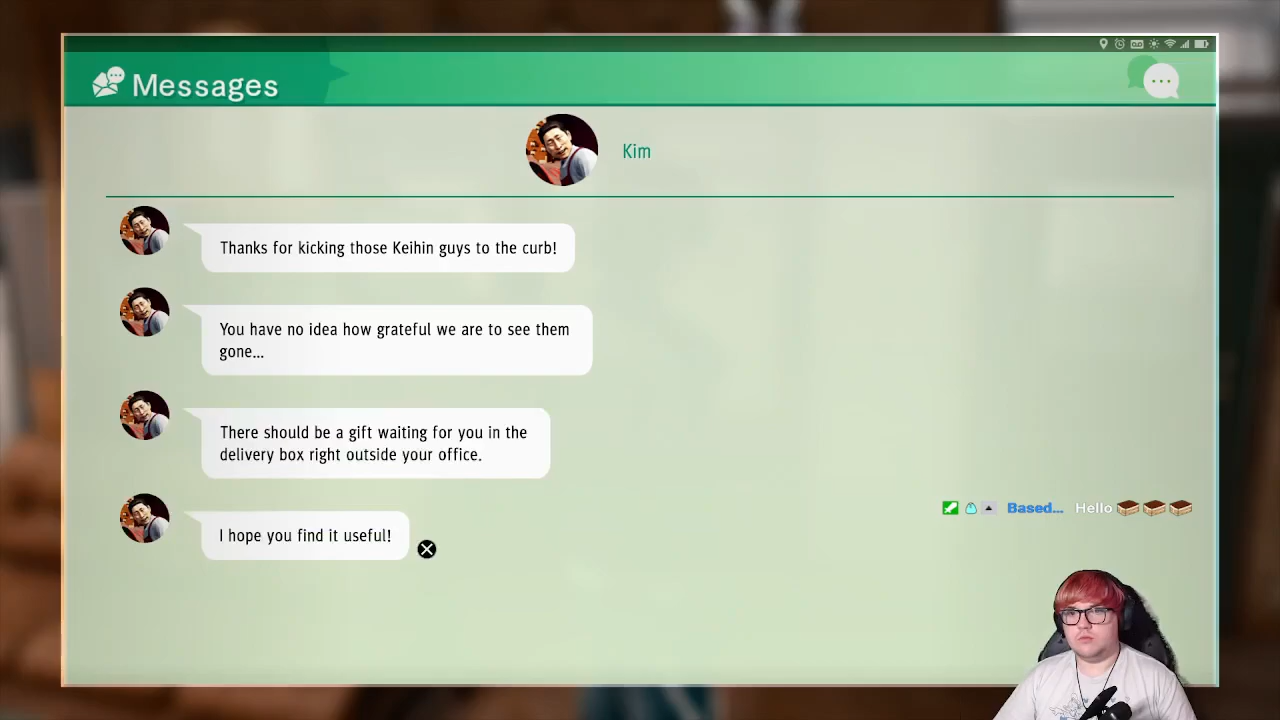 Messages
Kim
Thanks for kicking those Keihin guys to the curb!
You have no idea how grateful we are to see them
gone...
There should be a gift waiting for you in the
delivery box right outside your office.
I hope you find it useful!
Based... Hello